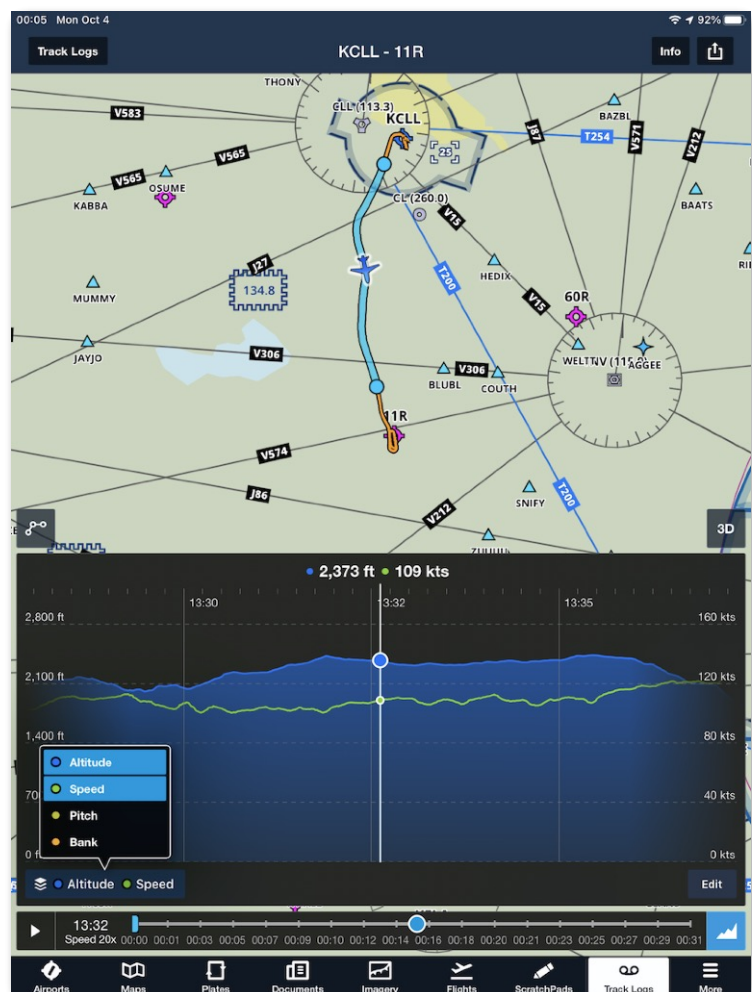 00:05 Mon Oct 4
92%
Track Logs
KCLL - 11R
Info
THONY
CLL (113.3)
KCLL
BAZBL
V583
25
T254
J87
V571
V212
V565
V565
OSUME
KABBA
CL (260.0)
BAATS
V15
J27
HEDIX
T200
134.8
MUMMY
60R
V15
JAYJO
V306
WELTT
AGGEE
BLUBL
V306
COUTH
11R
V574
J86
T200
V212
SNIFY
3D
2,373 ft 109 kts
13:30
13:32
13:35
2,800 ft
160 kts
2,100 ft
120 kts
1,400 ft
80 kts
Altitude
Speed
40 kts
Pitch
Bank
0 kts
Altitude Speed
Edit
13:32
Speed 20x 00:00 00:01 00:03 00:05 00:07 00:09 00:10 00:12 00:14 00:16 00:18 00:20 00:21 00:23 00:25 00:27 00:29 00:31
Airports
Maps
Plates
Documents
Imagery
Flights
ScratchPads
Track Logs
More